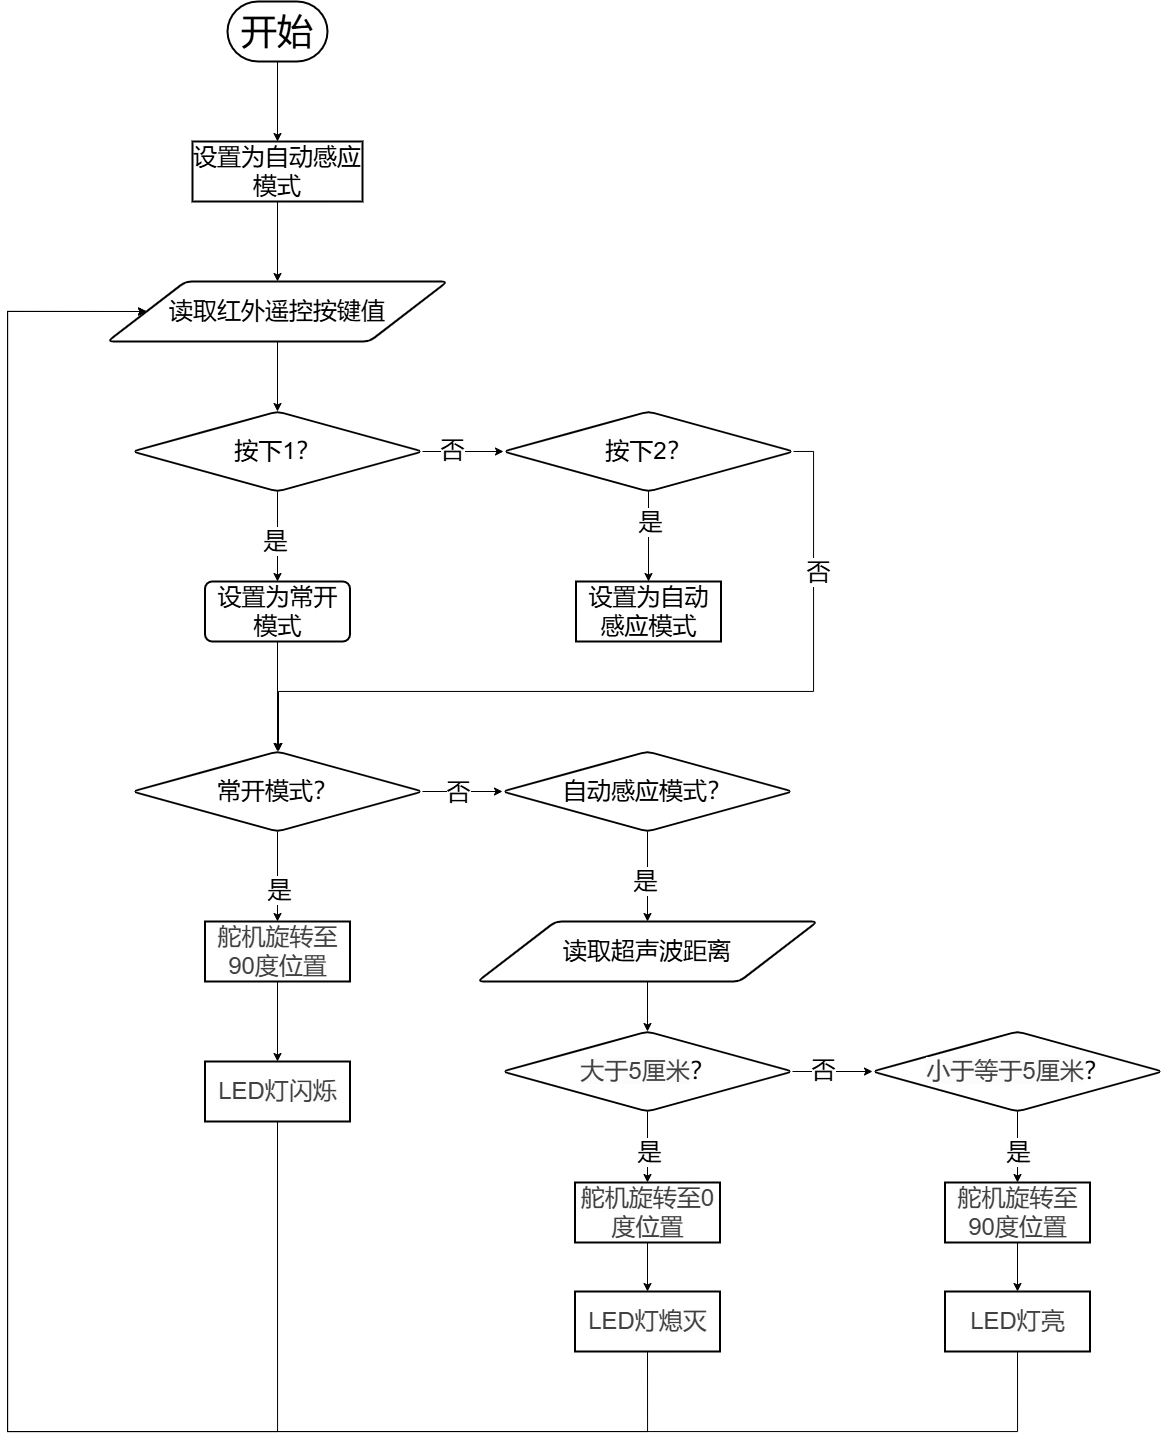 开始
设置为自动感应
模式
读取红外遥控按键值
按下1?
否
按下2?
是
是
否
设置为常开
模式
设置为自动
感应模式
常开模式?
否
自动感应模式?
是
是
舵机旋转至
90度位置
读取超声波距离
LED灯闪烁
大于5厘米?
否
小于等于5厘米?
是
是
舵机旋转至0
度位置
舵机旋转至
90度位置
LED灯熄灭
LED灯亮